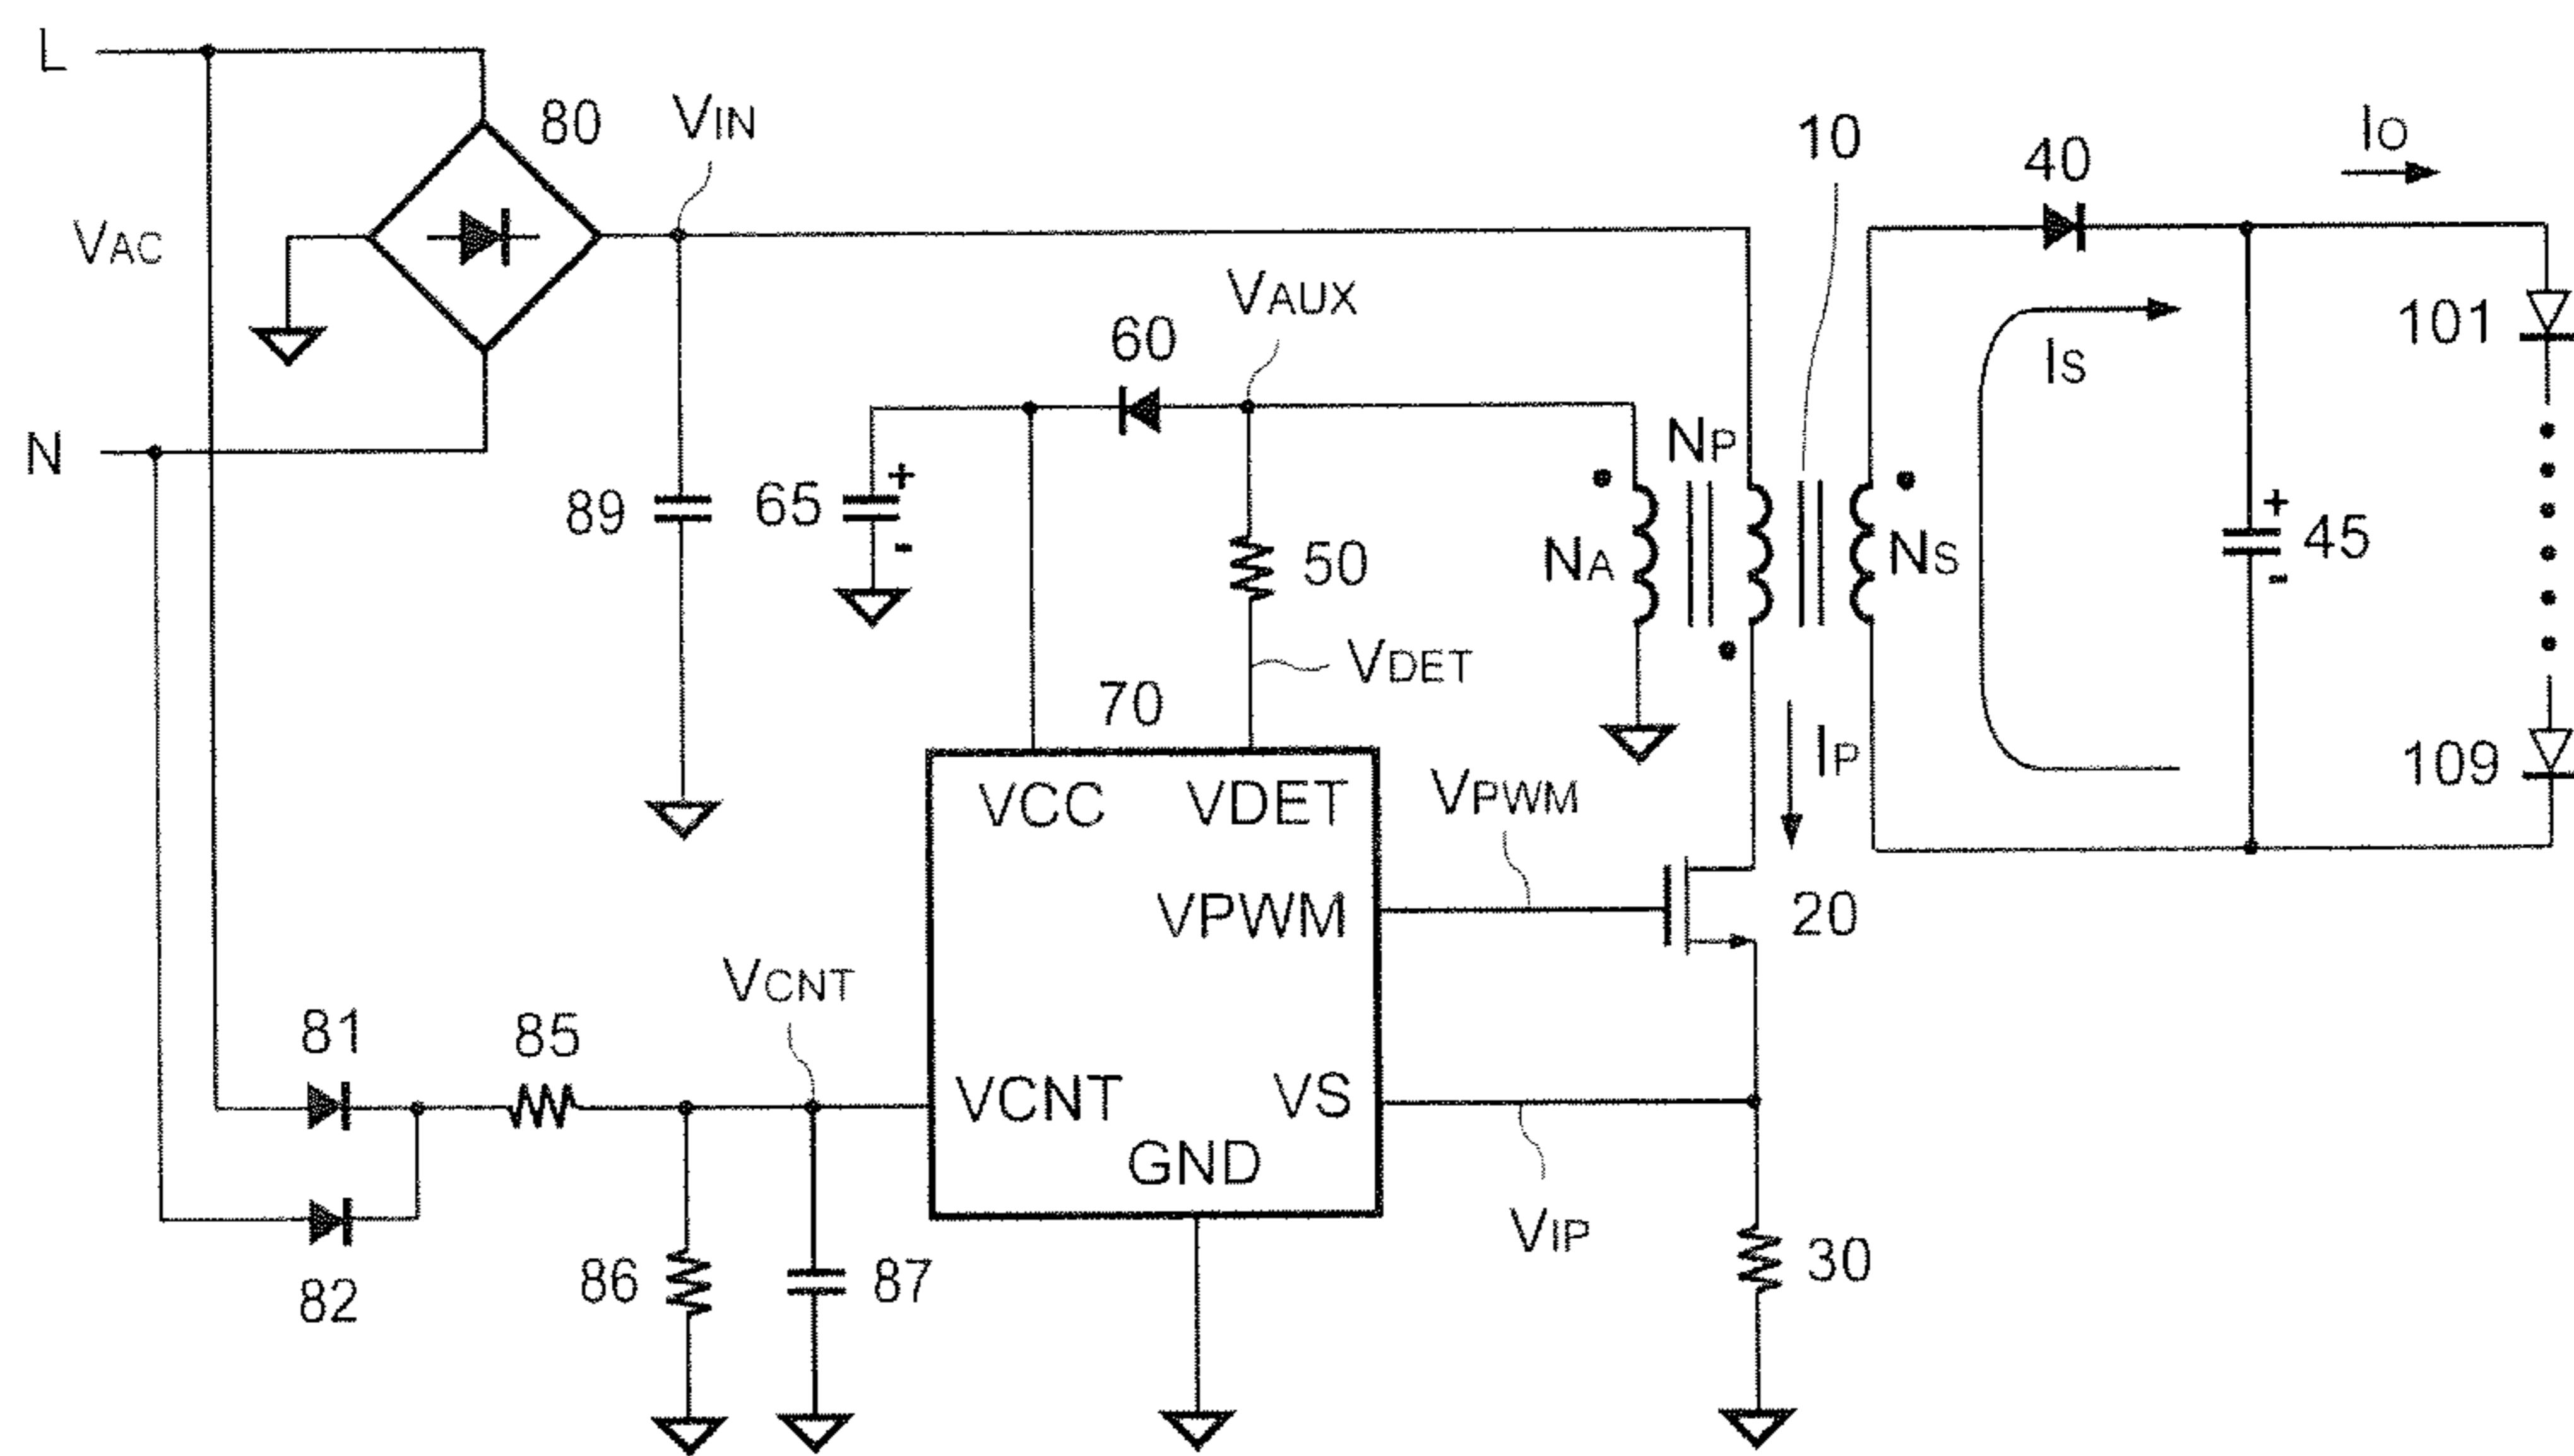 L
80
VIN
10
40
IO
VAC
VAUX
60
101
IS
NP
N
89
65
+
-
50
NA
NS
+
45
-
VDET
70
IP
109
VCC
VDET
VPWM
VPWM
20
VCNT
81
85
VCNT
VS
GND
82
86
87
VIP
30